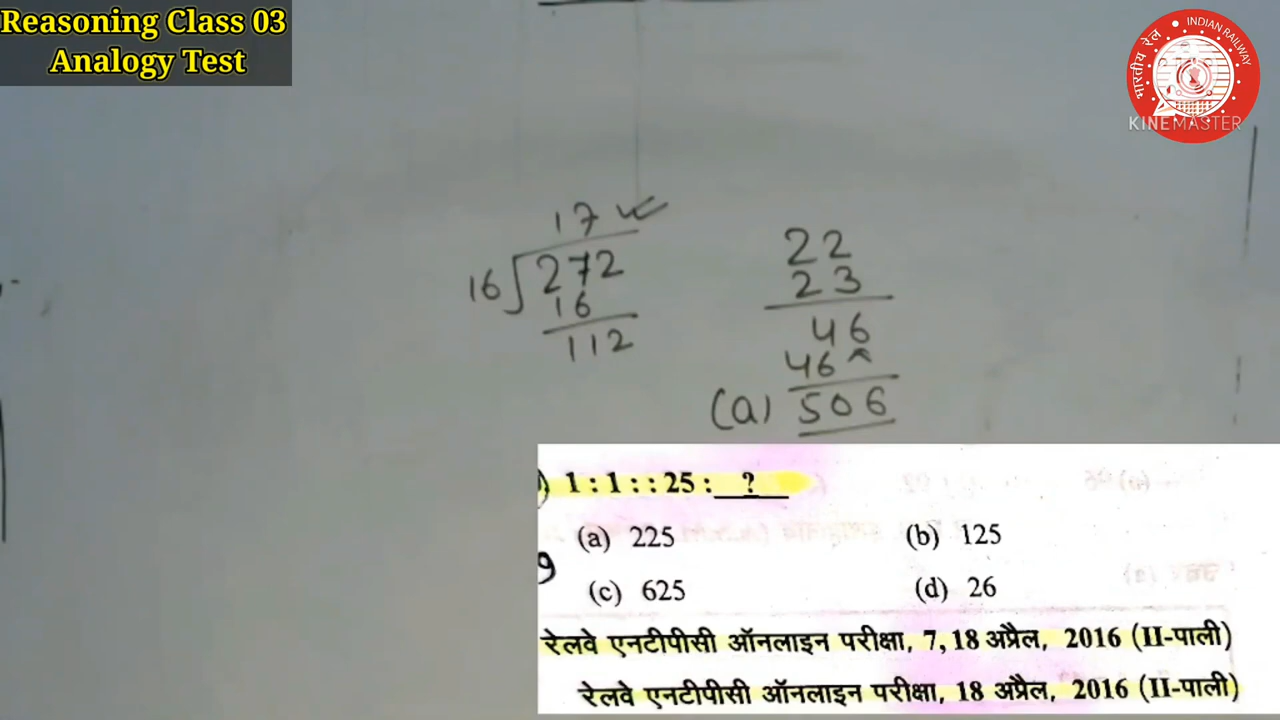 Reasoning Class 03
Analogy Test
भारतीय रेल
INDIAN RAILWAY
KINEMASTER
17
16 272
16
112
22
23
46
46
(a) 506
) 1 : 1 : : 25 : ?
(a) 225 (b) 125
(c) 625 (d) 26
9
रेलवे एनटीपीसी ऑनलाइन परीक्षा, 7, 18 अप्रैल, 2016 (II-पाली)
रेलवे एनटीपीसी ऑनलाइन परीक्षा, 18 अप्रैल, 2016 (II-पाली)